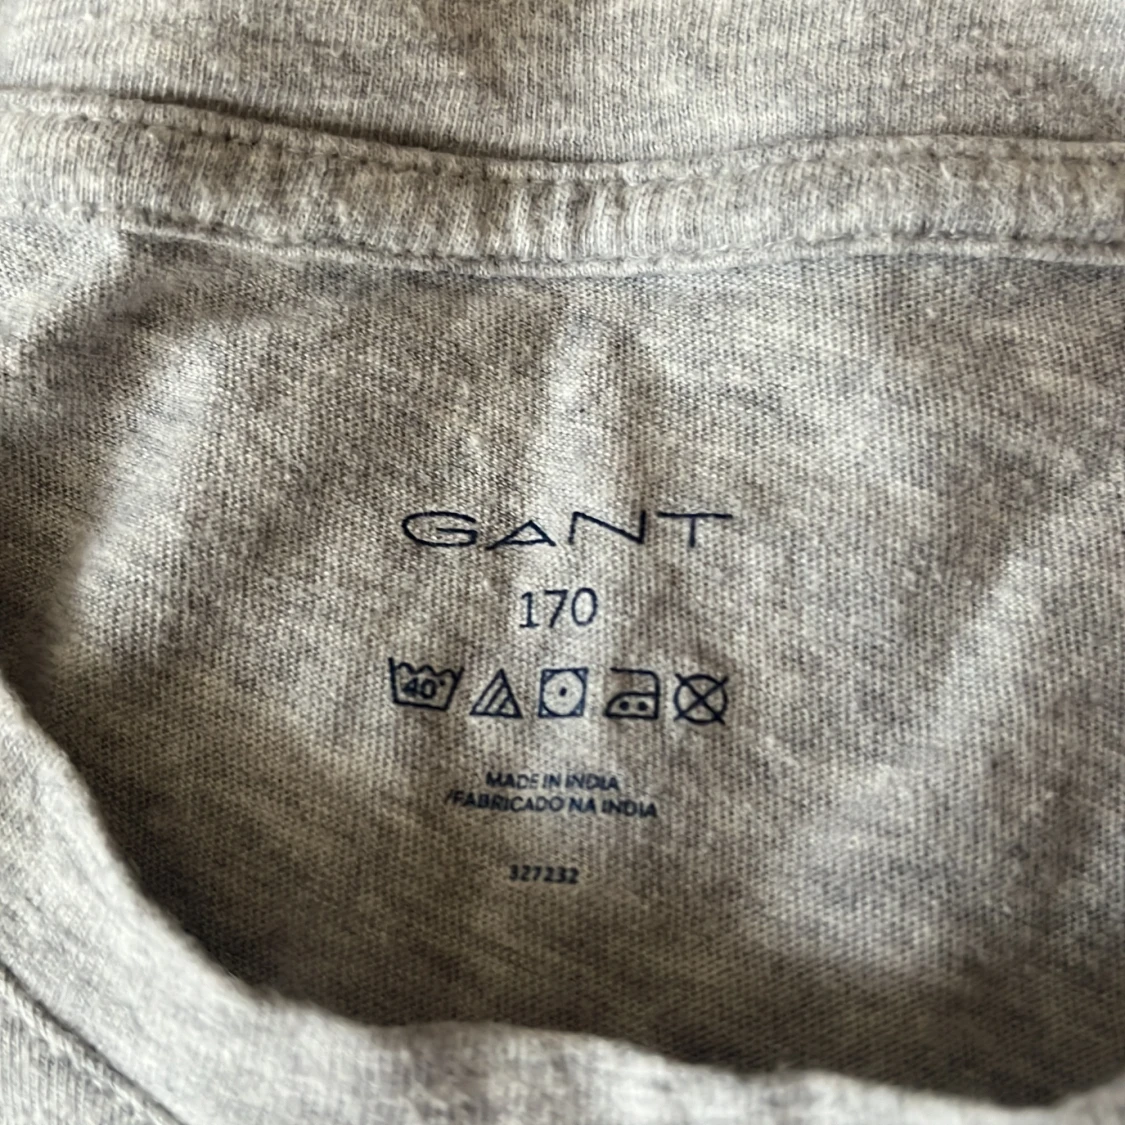 GANT
170
40°
MADE IN INDIA
/FABRICADO NA INDIA
327232